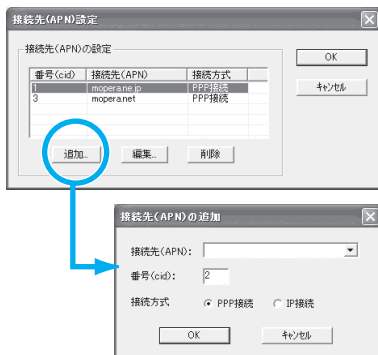 接続先(APN)設定
接続先(APN)の設定
OK
キャンセル
番号(cid) 接続先(APN) 接続方式
1 mopera.ne.jp PPP接続
3 mopera.net PPP接続
追加... 編集... 削除
接続先(APN)の追加
接続先(APN):
番号(cid): 2
接続方式 PPP接続 IP接続
OK キャンセル